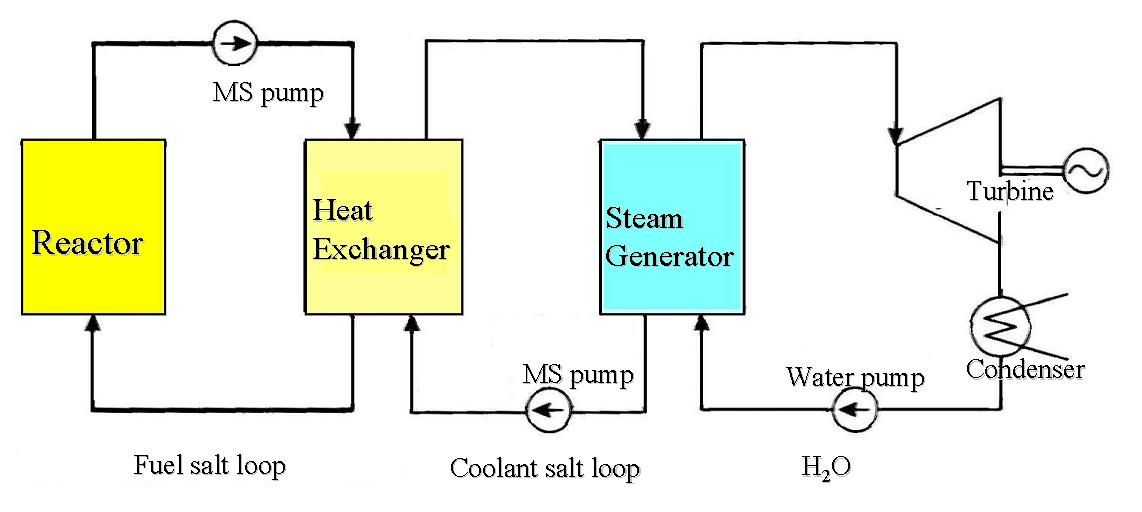 MS pump
Turbine
Heat
Exchanger
Steam
Generator
Reactor
MS pump
Water pump
Condenser
Fuel salt loop
Coolant salt loop
H₂O